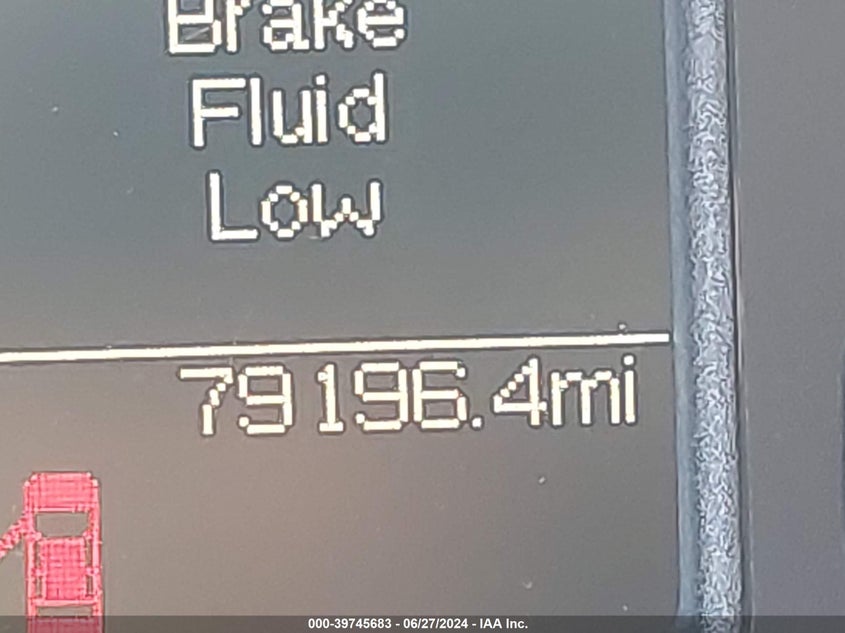 Brake
Fluid
Low
79196.4mi
000-39745683 - 06/27/2024 - IAA Inc.